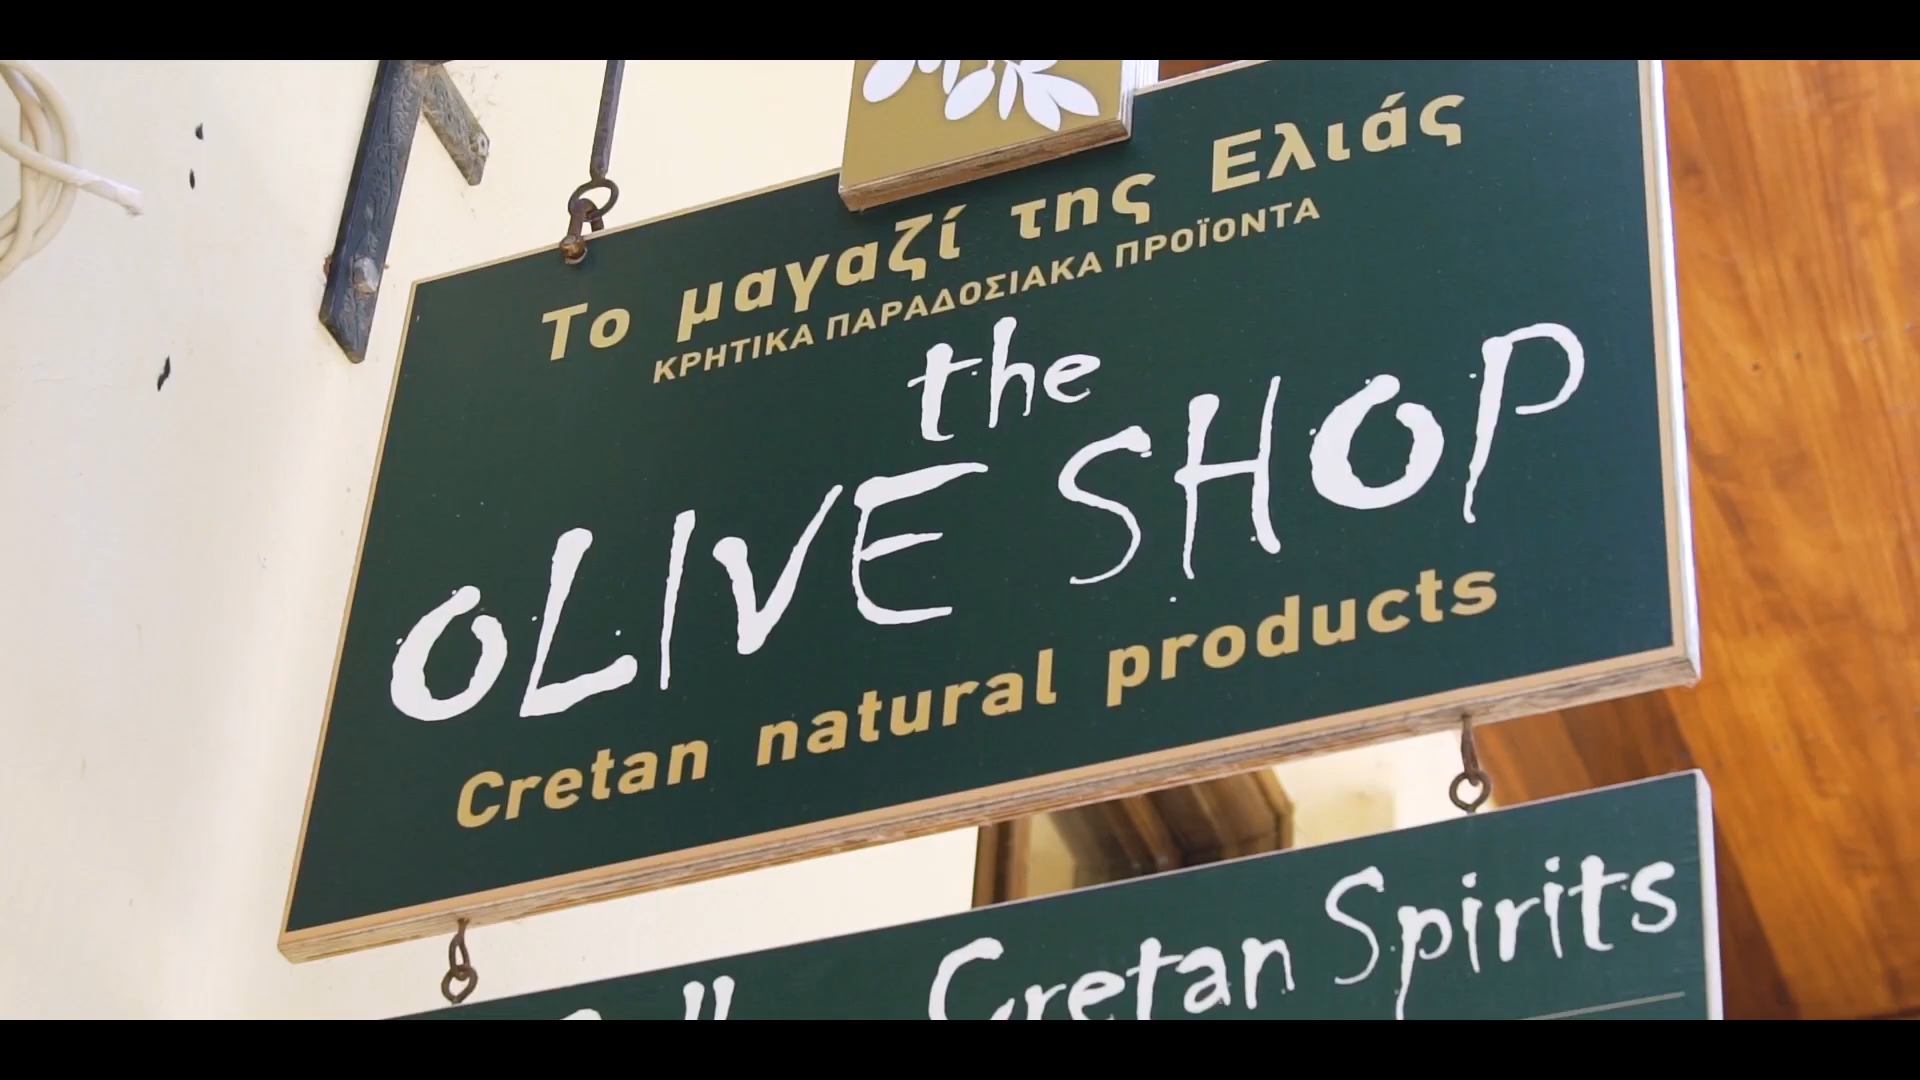 Το μαγαζί της Ελιάς
ΚΡΗΤΙΚΑ ΠΑΡΑΔΟΣΙΑΚΑ ΠΡΟΪΟΝΤΑ
the
OLIVE SHOP
Cretan natural products
Cretan Spirits